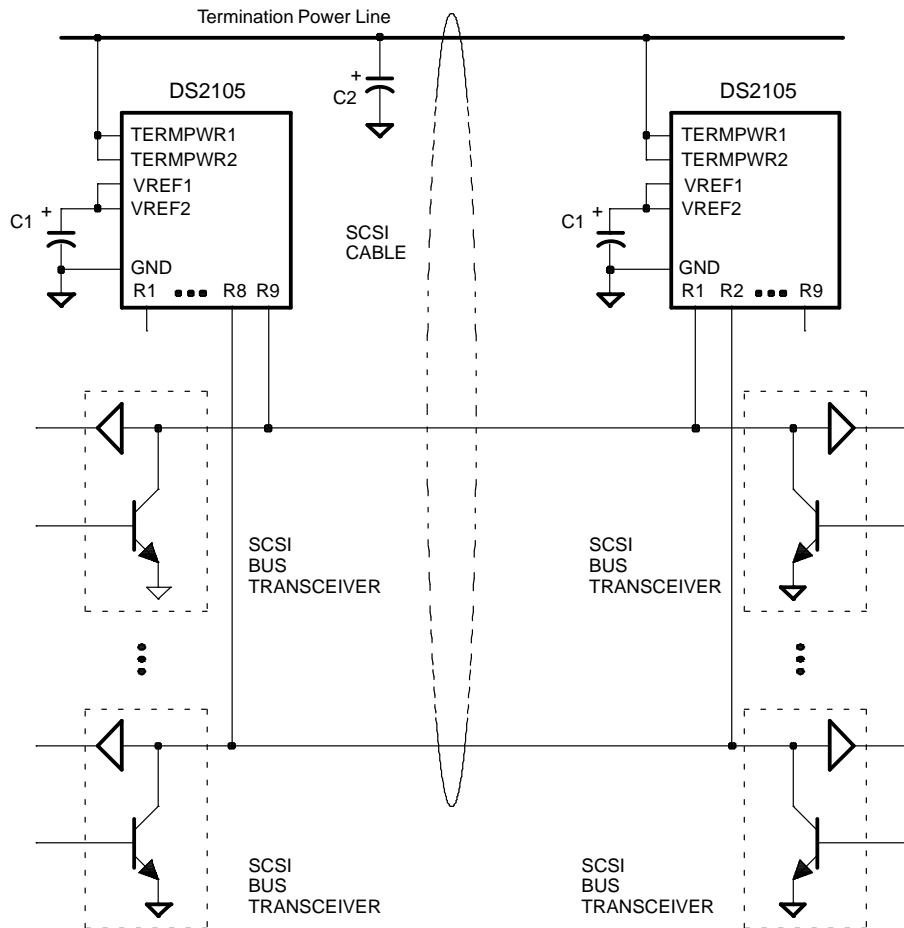 Termination Power Line
+
C2
DS2105
TERMPWR1
TERMPWR2
VREF1
VREF2
GND
R1 R8 R9
+
C1
DS2105
TERMPWR1
TERMPWR2
VREF1
VREF2
GND
R1 R2 R9
+
C1
SCSI
CABLE
SCSI
BUS
TRANSCEIVER
SCSI
BUS
TRANSCEIVER
SCSI
BUS
TRANSCEIVER
SCSI
BUS
TRANSCEIVER